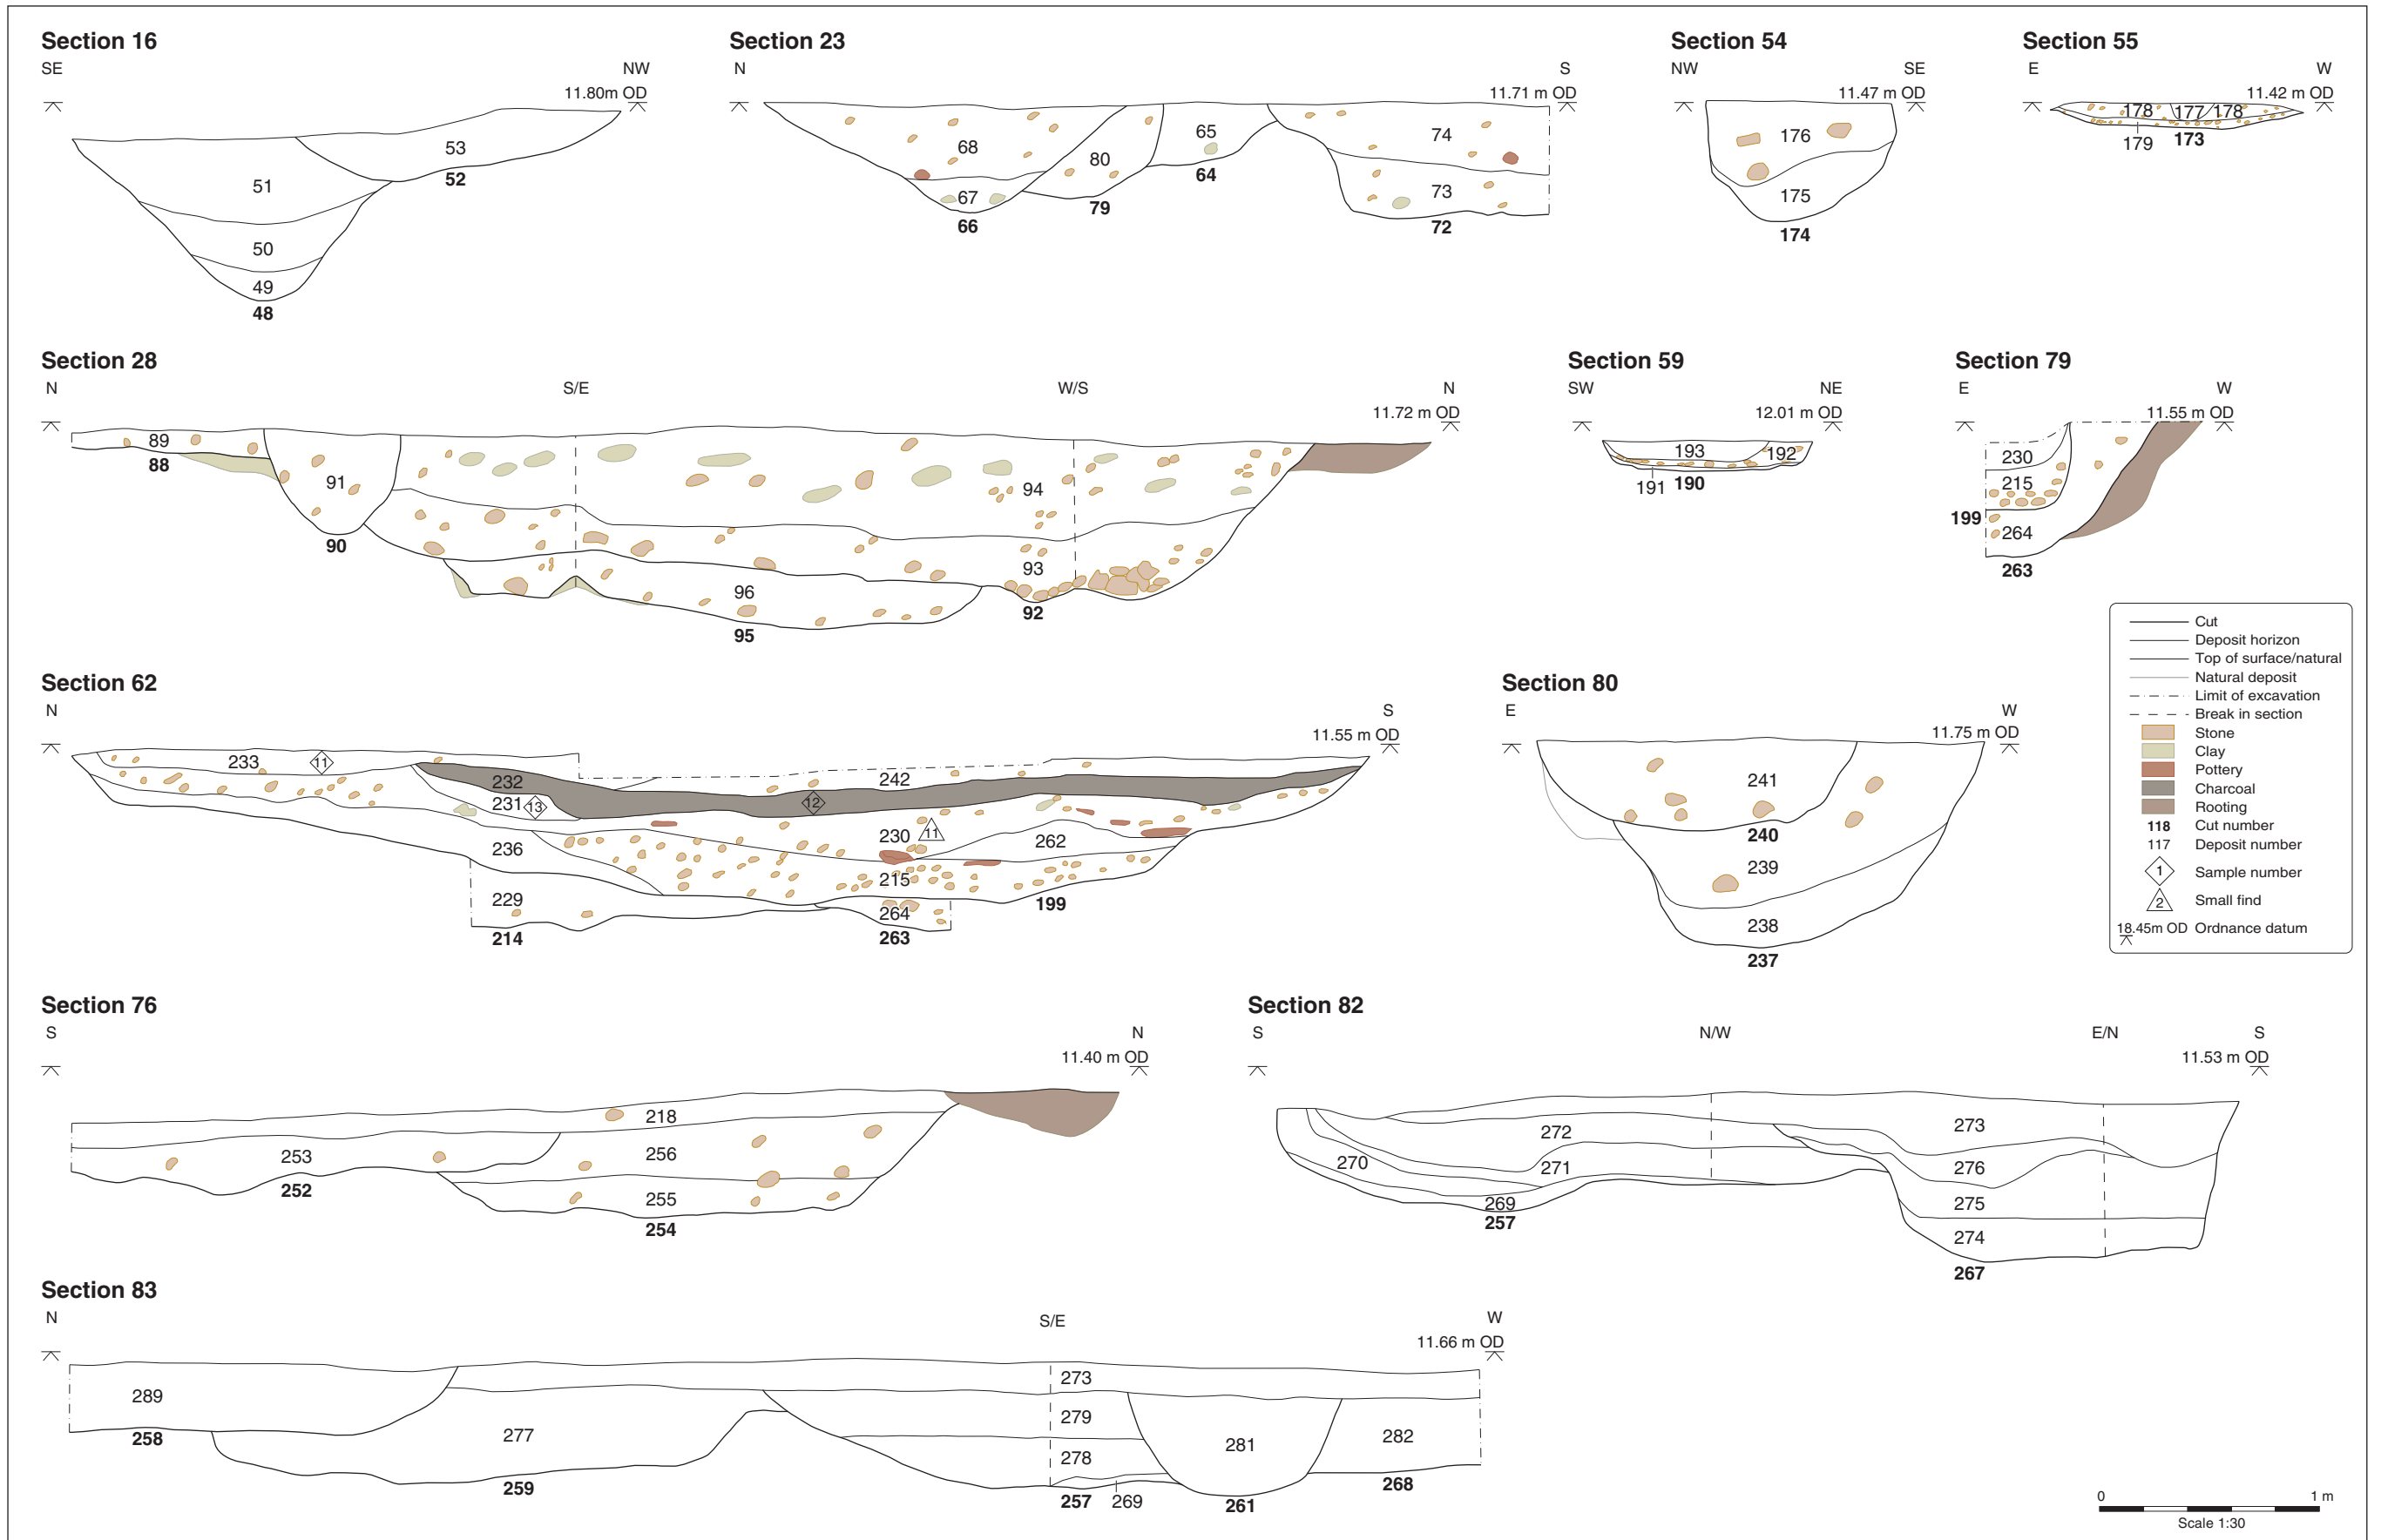 Section 16
SE
NW
11.80m OD
53
52
51
50
49
48
Section 23
N
S
11.71 m OD
68
67
66
80
79
65
64
74
73
72
Section 54
NW
SE
11.47 m OD
176
175
174
Section 55
E
W
11.42 m OD
178
177
178
179
173
Section 28
N
S/E
W/S
N
11.72 m OD
89
88
91
90
94
93
96
92
95
Section 59
SW
NE
12.01 m OD
193
192
191
190
Section 79
E
W
11.55 m OD
230
215
199
264
263
Section 62
N
S
11.55 m OD
233
11
232
231
13
12
242
230
11
262
236
215
229
264
199
214
263
Section 80
E
W
11.75 m OD
241
240
239
238
237
Cut
Deposit horizon
Top of surface/natural
Natural deposit
Limit of excavation
Break in section
Stone
Clay
Pottery
Charcoal
Rooting
118 Cut number
117 Deposit number
1 Sample number
2 Small find
18.45m OD Ordnance datum
Section 76
S
N
11.40 m OD
218
253
256
252
255
254
Section 82
S
N/W
E/N
S
11.53 m OD
272
273
270
271
276
269
275
257
274
267
Section 83
N
S/E
W
11.66 m OD
289
273
279
277
281
282
258
278
259
257
269
261
268
0 1 m
Scale 1:30